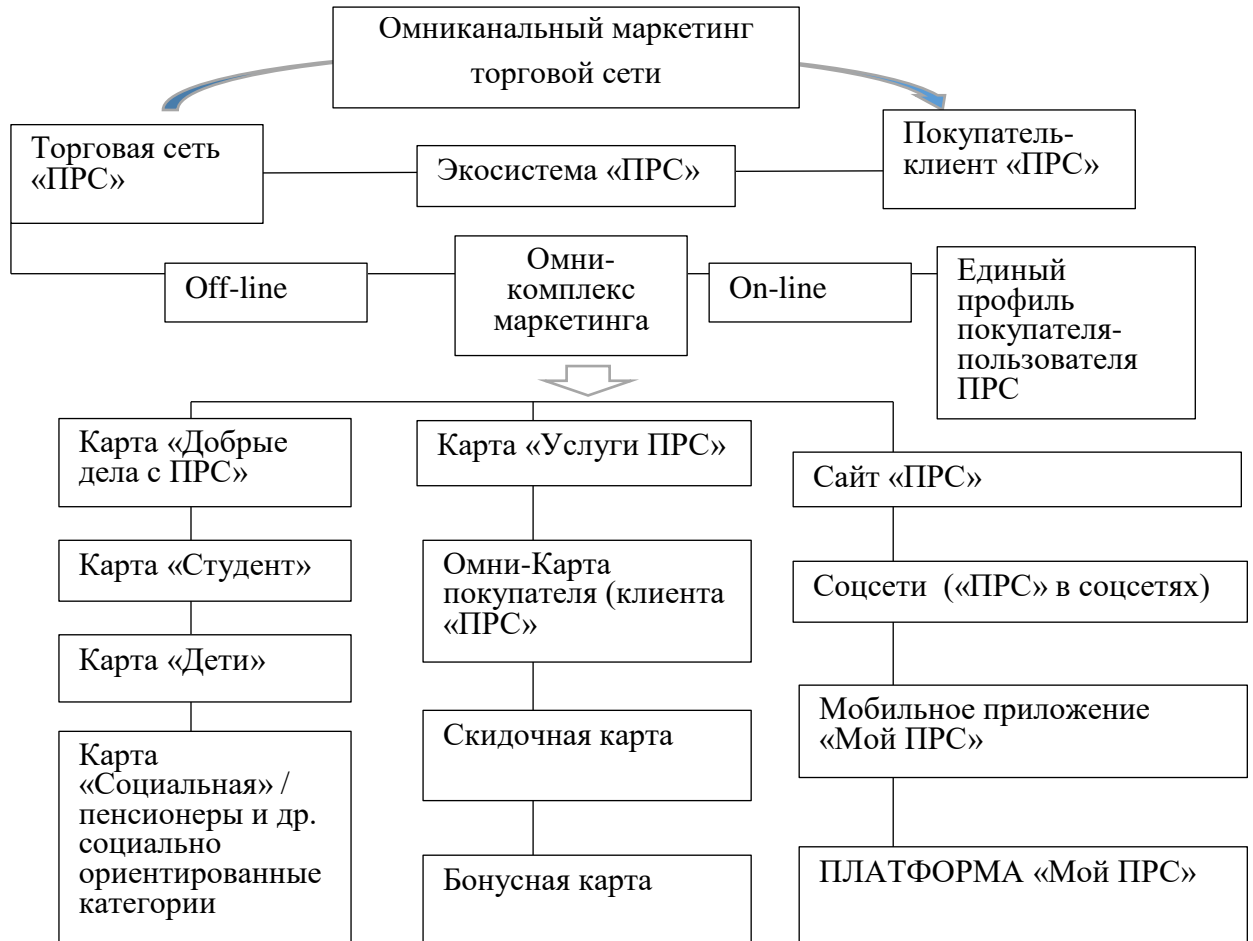 Омниканальный маркетинг
торговой сети
Торговая сеть
«ПРС»
Экосистема «ПРС»
Покупатель-
клиент «ПРС»
Off-line
Омни-
комплекс
маркетинга
On-line
Единый
профиль
покупателя-
пользователя
ПРС
Карта «Добрые
дела с ПРС»
Карта «Студент»
Карта «Дети»
Карта
«Социальная» /
пенсионеры и др.
социально
ориентированные
категории
Карта «Услуги ПРС»
Омни-Карта
покупателя (клиента
«ПРС»
Скидочная карта
Бонусная карта
Сайт «ПРС»
Соцсети («ПРС» в соцсетях)
Мобильное приложение
«Мой ПРС»
ПЛАТФОРМА «Мой ПРС»